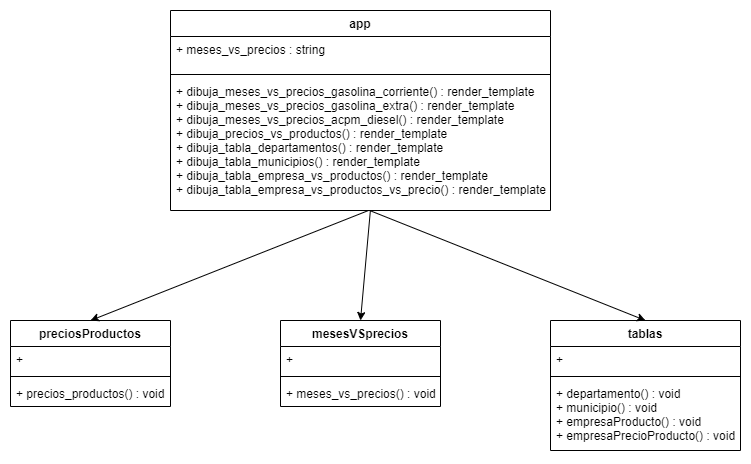 app
+ meses_vs_precios : string
+ dibuja_meses_vs_precios_gasolina_corriente() : render_template
+ dibuja_meses_vs_precios_gasolina_extra() : render_template
+ dibuja_meses_vs_precios_acpm_diesel() : render_template
+ dibuja_precios_vs_productos() : render_template
+ dibuja_tabla_departamentos() : render_template
+ dibuja_tabla_municipios() : render_template
+ dibuja_tabla_empresa_vs_productos() : render_template
+ dibuja_tabla_empresa_vs_productos_vs_precio() : render_template
preciosProductos
+
+ precios_productos() : void
mesesVSprecios
+
+ meses_vs_precios() : void
tablas
+
+ departamento() : void
+ municipio() : void
+ empresaProducto() : void
+ empresaPrecioProducto() : void